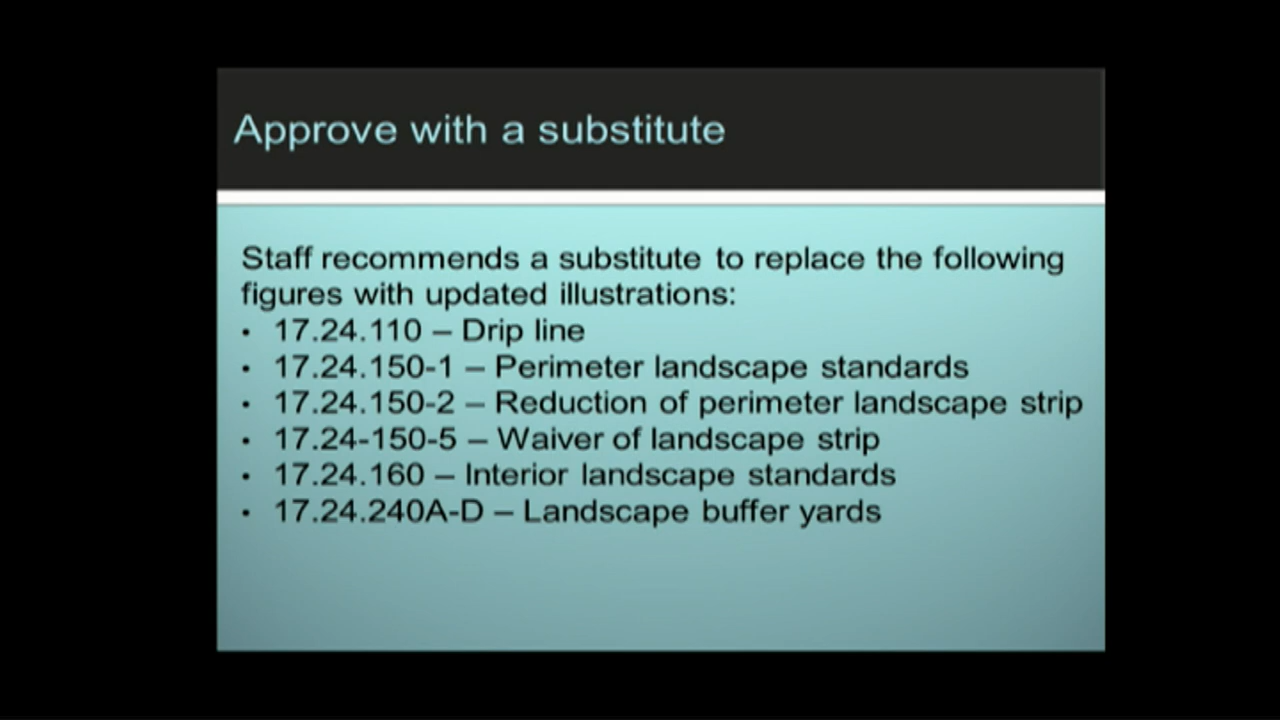 Approve with a substitute
Staff recommends a substitute to replace the following
figures with updated illustrations:
• 17.24.110 – Drip line
• 17.24.150-1 – Perimeter landscape standards
• 17.24.150-2 – Reduction of perimeter landscape strip
• 17.24-150-5 – Waiver of landscape strip
• 17.24.160 – Interior landscape standards
• 17.24.240A-D – Landscape buffer yards